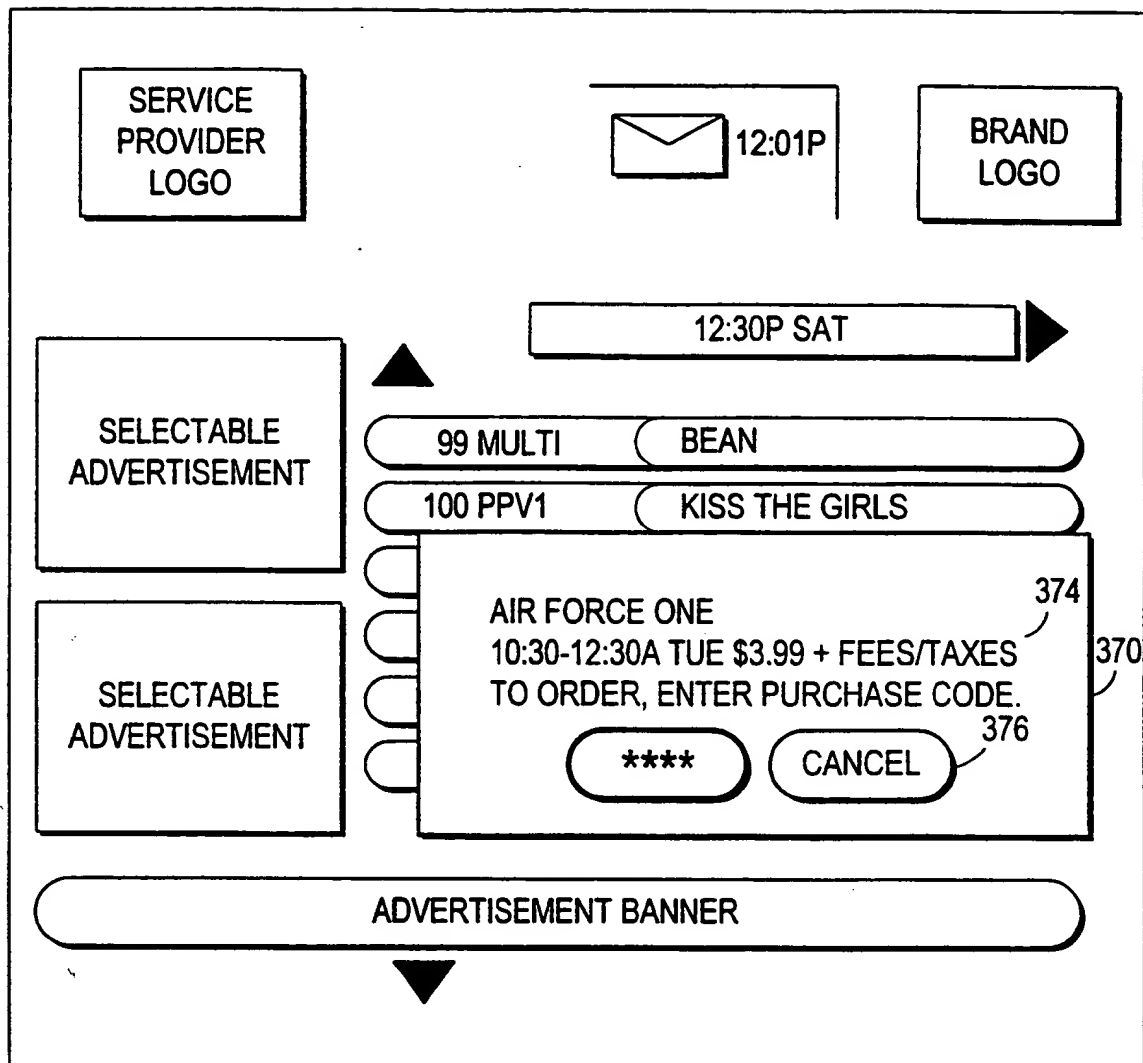 SERVICE
PROVIDER
LOGO
12:01P
BRAND
LOGO
12:30P SAT
SELECTABLE
ADVERTISEMENT
99 MULTI BEAN
100 PPV1 KISS THE GIRLS
SELECTABLE
ADVERTISEMENT
AIR FORCE ONE
374
10:30-12:30A TUE $3.99 + FEES/TAXES
370
TO ORDER, ENTER PURCHASE CODE.
376
**** CANCEL
ADVERTISEMENT BANNER